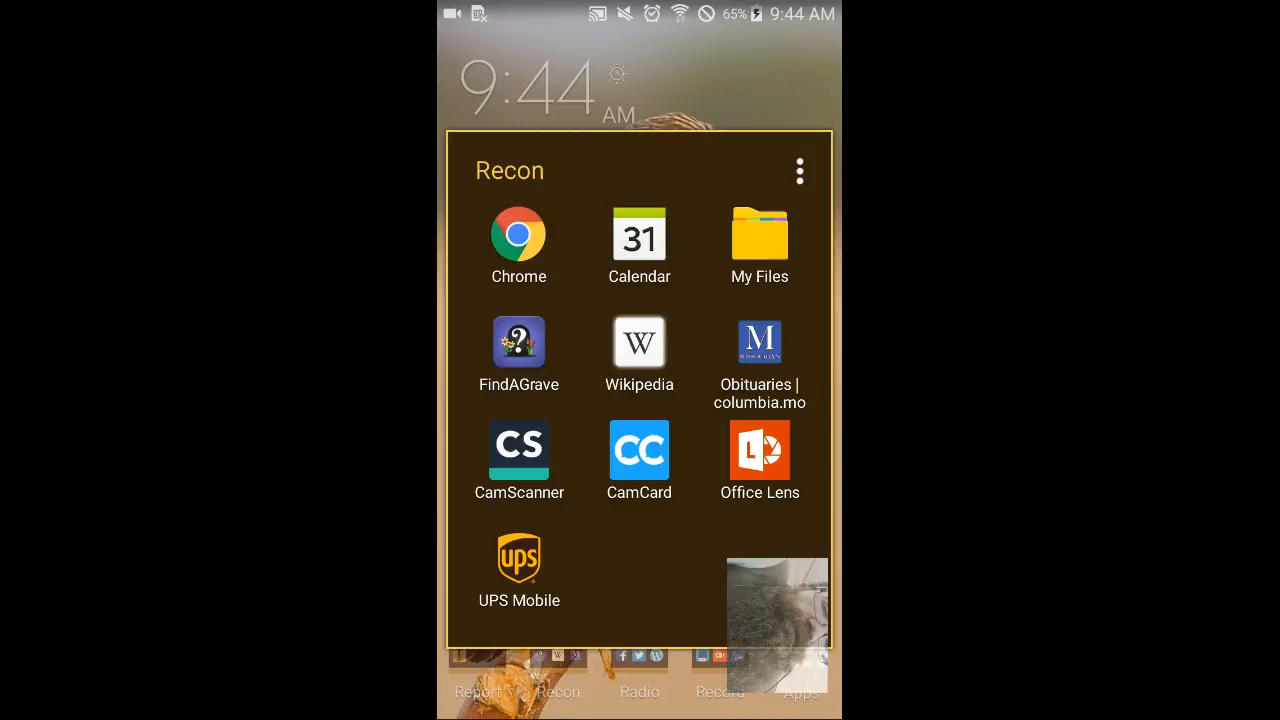 65% 9:44 AM
9:44 AM
Recon
Chrome Calendar My Files
31
FindAGrave Wikipedia Obituaries |
columbia.mo
? W M
MISSOURIAN
CS CC L
CamScanner CamCard Office Lens
ups
UPS Mobile
Report Recon Radio Record Apps